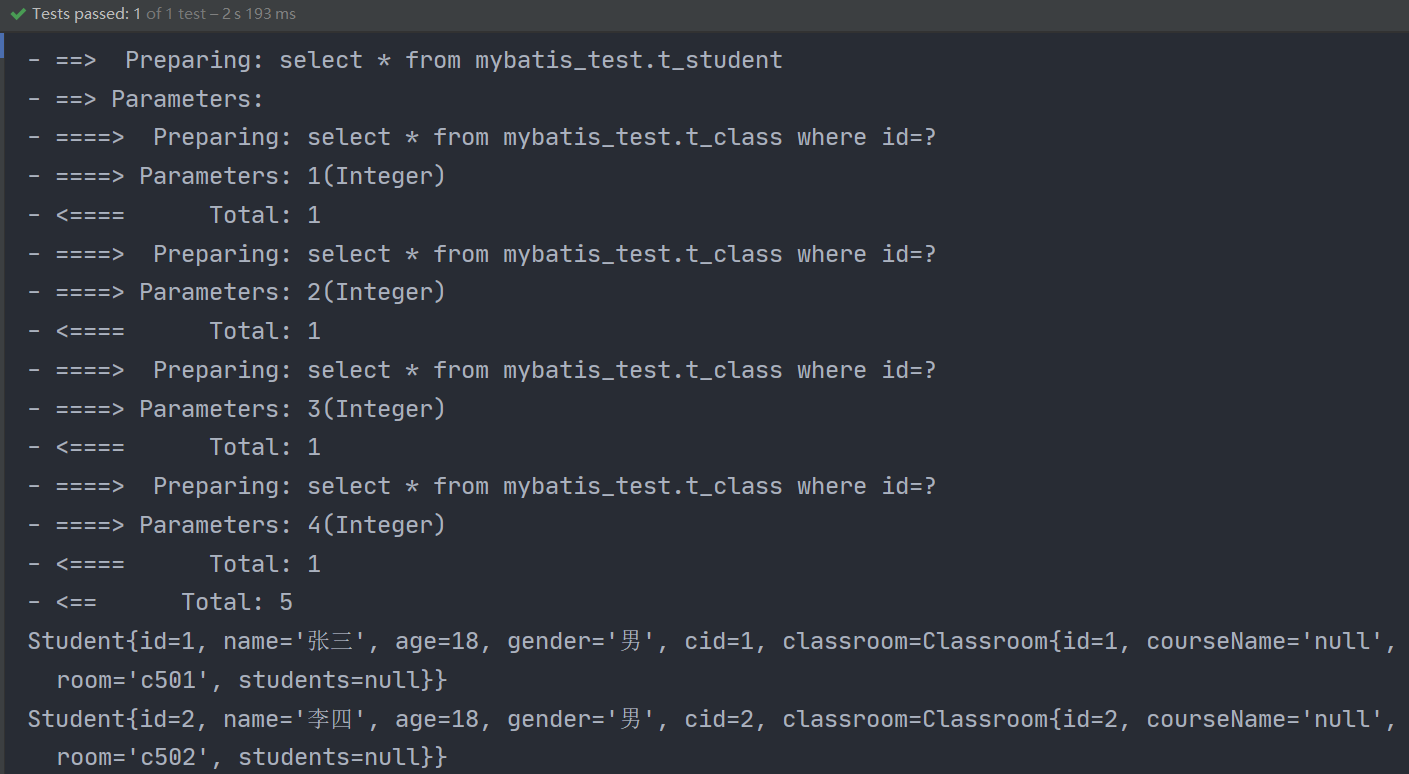 Tests passed: 1 of 1 test – 2 s 193 ms
- ==>  Preparing: select * from mybatis_test.t_student
- ==> Parameters:
- ====>  Preparing: select * from mybatis_test.t_class where id=?
- ====> Parameters: 1(Integer)
- <====      Total: 1
- ====>  Preparing: select * from mybatis_test.t_class where id=?
- ====> Parameters: 2(Integer)
- <====      Total: 1
- ====>  Preparing: select * from mybatis_test.t_class where id=?
- ====> Parameters: 3(Integer)
- <====      Total: 1
- ====>  Preparing: select * from mybatis_test.t_class where id=?
- ====> Parameters: 4(Integer)
- <====      Total: 1
- <==      Total: 5
Student{id=1, name='张三', age=18, gender='男', cid=1, classroom=Classroom{id=1, courseName='null',
room='c501', students=null}}
Student{id=2, name='李四', age=18, gender='男', cid=2, classroom=Classroom{id=2, courseName='null',
room='c502', students=null}}